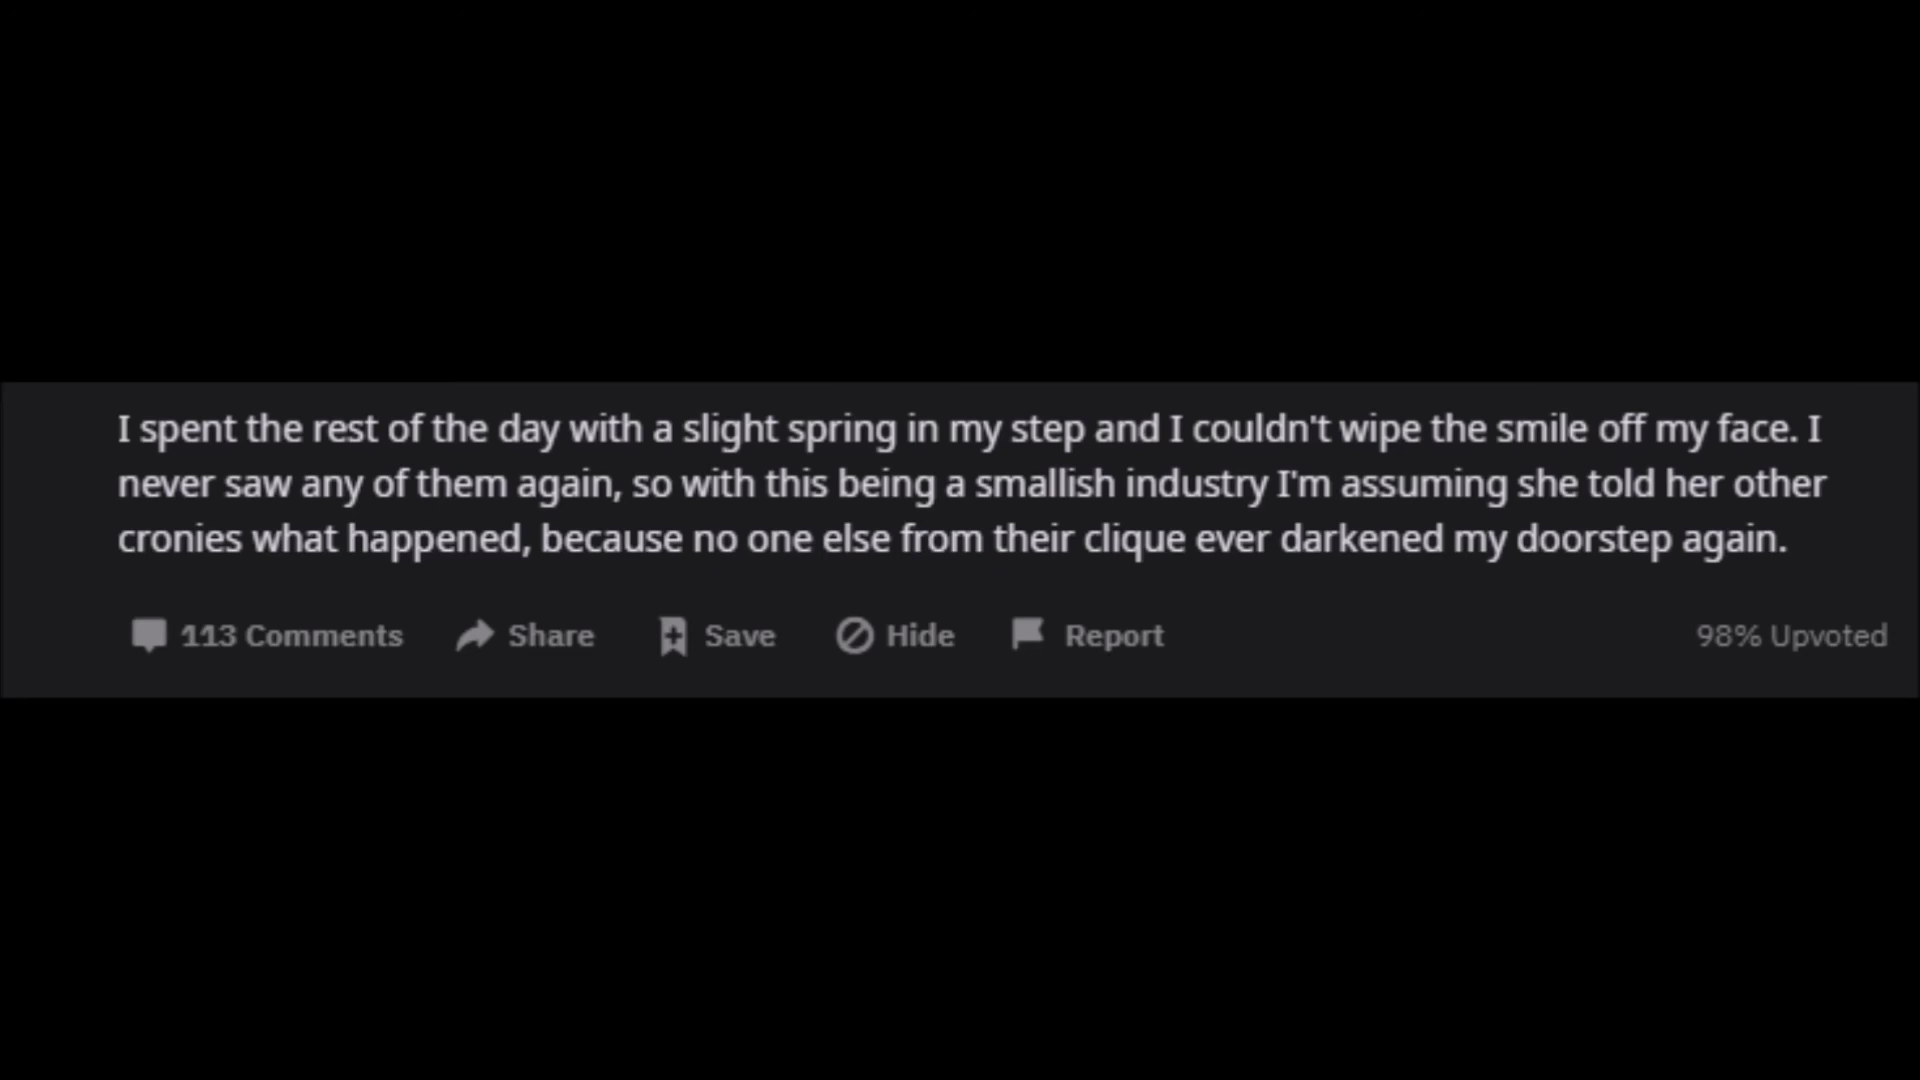 I spent the rest of the day with a slight spring in my step and I couldn't wipe the smile off my face. I
never saw any of them again, so with this being a smallish industry I'm assuming she told her other
cronies what happened, because no one else from their clique ever darkened my doorstep again.
113 Comments Share Save Hide Report 98% Upvoted